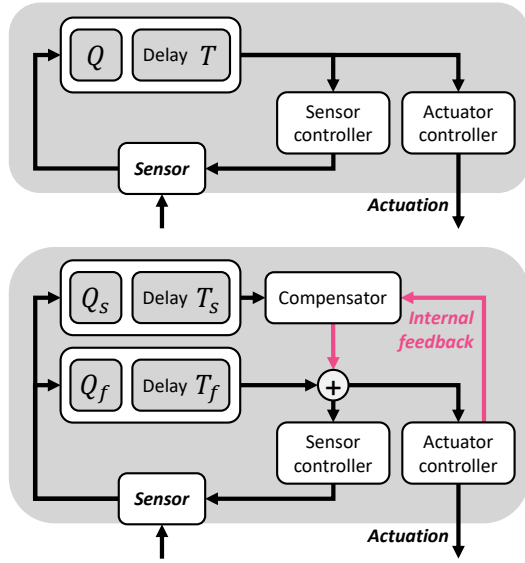 Q Delay T
Sensor
controller
Actuator
controller
Sensor
Actuation
Q_s Delay T_s
Compensator
Internal
feedback
Q_f Delay T_f
+
Sensor
controller
Actuator
controller
Sensor
Actuation